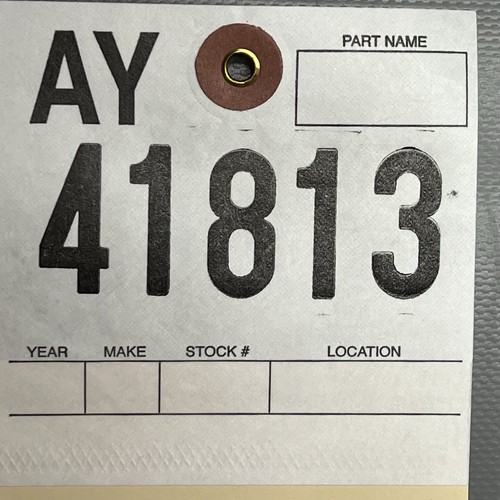 AY
PART NAME
41813
YEAR MAKE STOCK # LOCATION